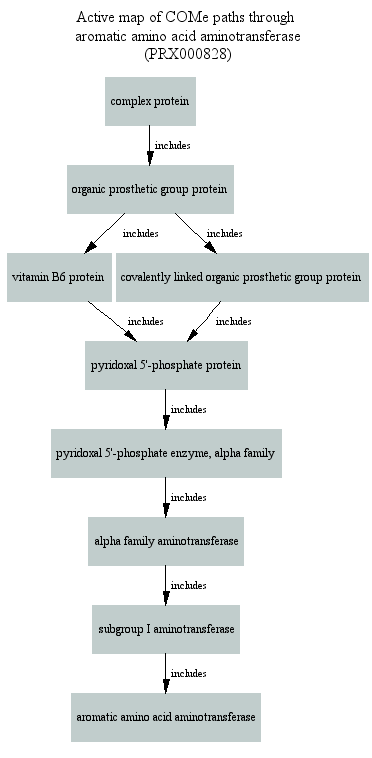 Active map of COMe paths through
aromatic amino acid aminotransferase
(PRX000828)
complex protein
includes
organic prosthetic group protein
includes
includes
vitamin B6 protein
covalently linked organic prosthetic group protein
includes
includes
pyridoxal 5'-phosphate protein
includes
pyridoxal 5'-phosphate enzyme, alpha family
includes
alpha family aminotransferase
includes
subgroup I aminotransferase
includes
aromatic amino acid aminotransferase